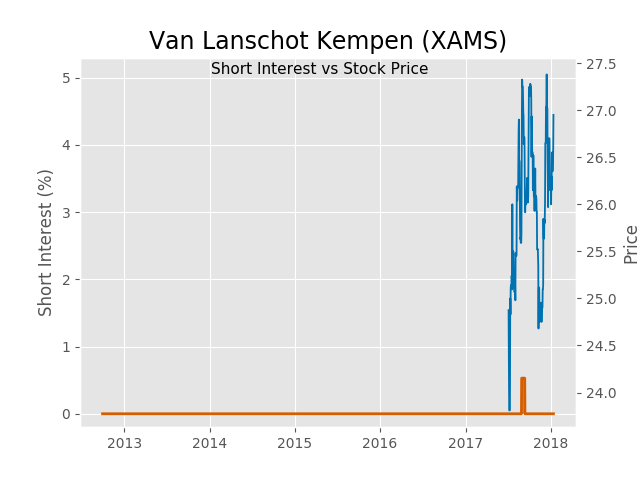 Van Lanschot Kempen (XAMS)
Short Interest vs Stock Price
Short Interest (%)
5
4
3
2
1
0
27.5
27.0
26.5
26.0
25.5
25.0
24.5
24.0
Price
2013 2014 2015 2016 2017 2018